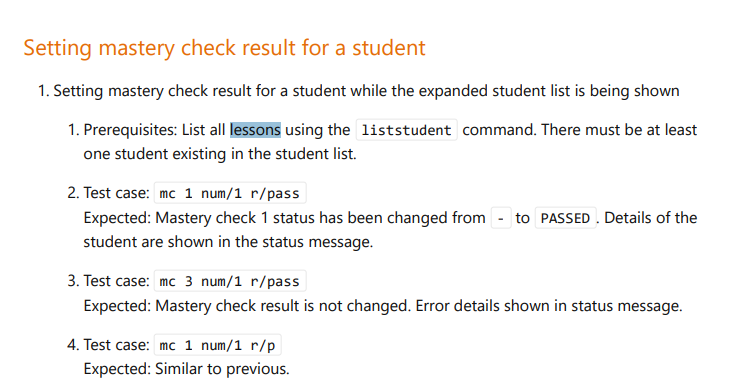 Setting mastery check result for a student
1. Setting mastery check result for a student while the expanded student list is being shown
1. Prerequisites: List all lessons using the liststudent command. There must be at least
one student existing in the student list.
2. Test case: mc 1 num/1 r/pass
Expected: Mastery check 1 status has been changed from - to PASSED . Details of the
student are shown in the status message.
3. Test case: mc 3 num/1 r/pass
Expected: Mastery check result is not changed. Error details shown in status message.
4. Test case: mc 1 num/1 r/p
Expected: Similar to previous.